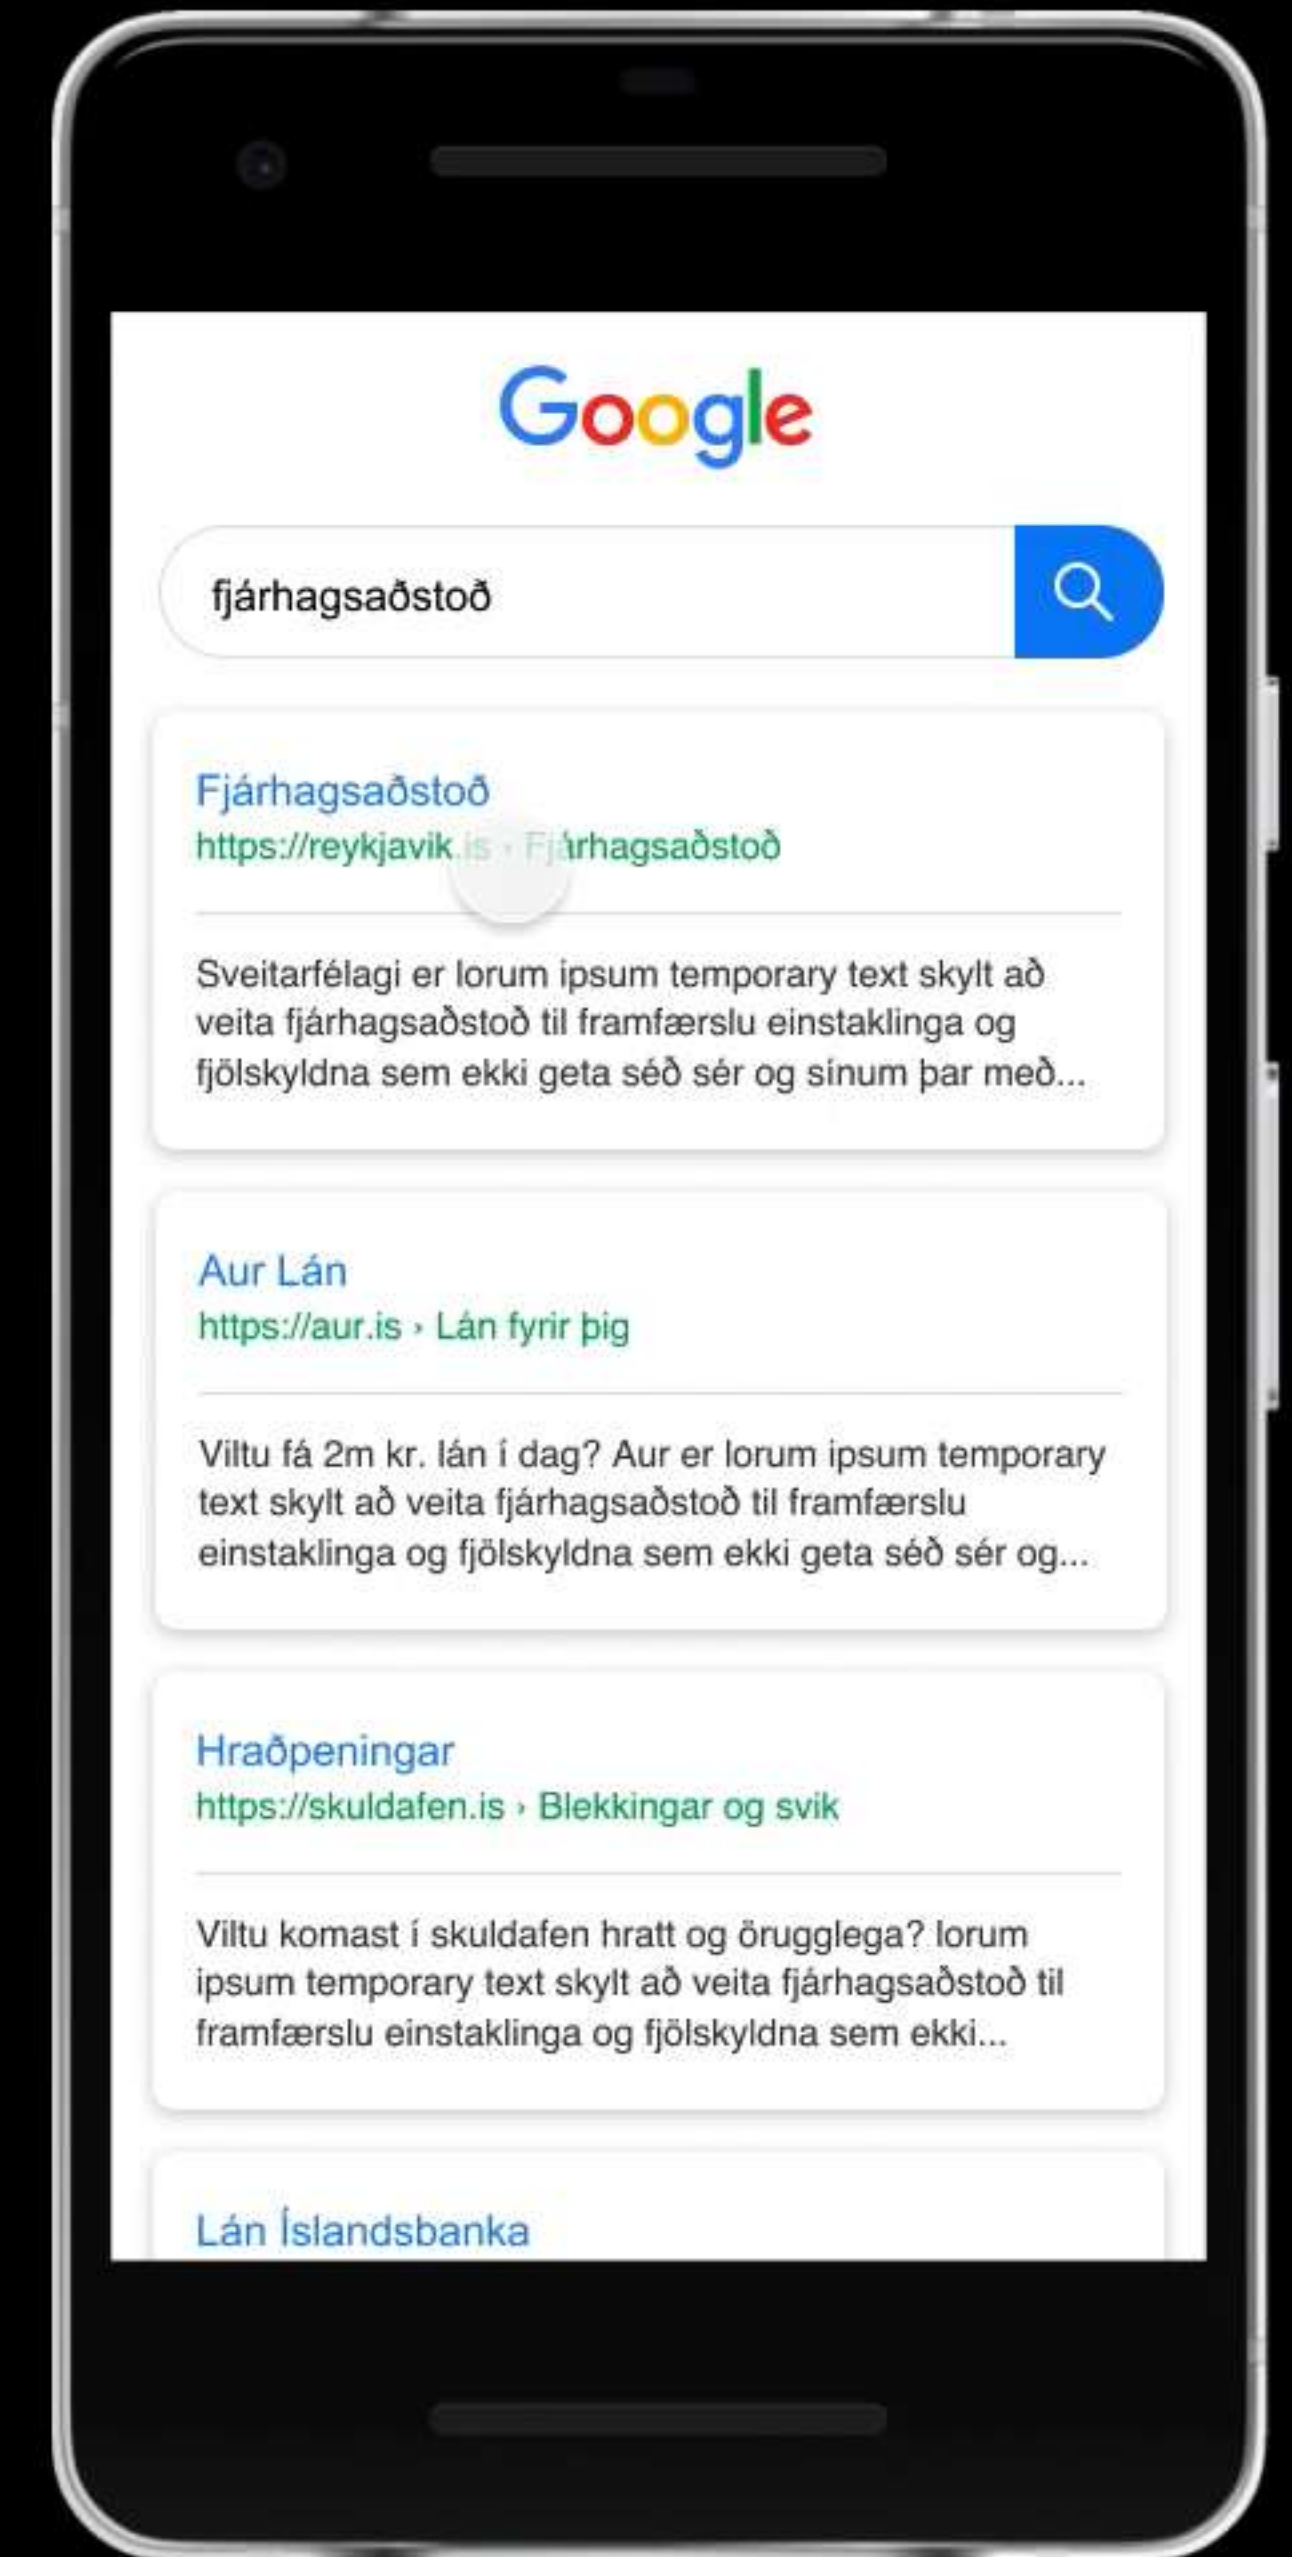 Google
fjárhagsaðstoð
Fjárhagsaðstoð
https://reykjavik.is › Fjárhagsaðstoð
Sveitarfélagi er lorum ipsum temporary text skylt að
veita fjárhagsaðstoð til framfærslu einstaklinga og
fjölskyldna sem ekki geta séð sér og sínum þar með...
Aur Lán
https://aur.is › Lán fyrir þig
Viltu fá 2m kr. lán í dag? Aur er lorum ipsum temporary
text skylt að veita fjárhagsaðstoð til framfærslu
einstaklinga og fjölskyldna sem ekki geta séð sér og...
Hraðpeningar
https://skuldafen.is › Blekkingar og svik
Viltu komast í skuldafen hratt og örugglega? lorum
ipsum temporary text skylt að veita fjárhagsaðstoð til
framfærslu einstaklinga og fjölskyldna sem ekki...
Lán Íslandsbanka